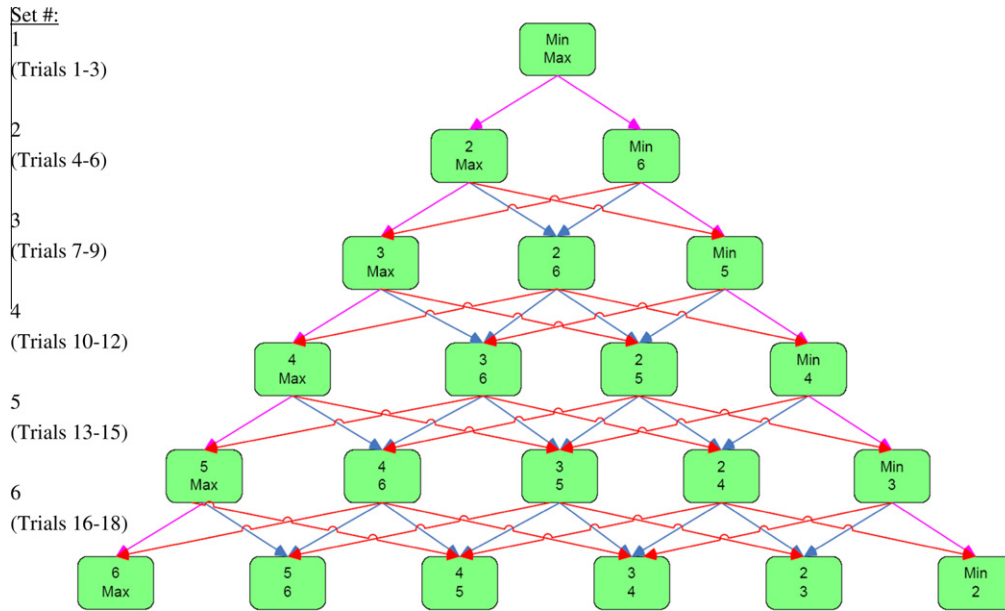 Set #:
1
(Trials 1-3)
Min
Max
2
(Trials 4-6)
2
Max
Min
6
3
(Trials 7-9)
3
Max
2
6
Min
5
4
(Trials 10-12)
4
Max
3
6
2
5
Min
4
5
(Trials 13-15)
5
Max
4
6
3
5
2
4
Min
3
6
(Trials 16-18)
6
Max
5
6
4
5
3
4
2
3
Min
2